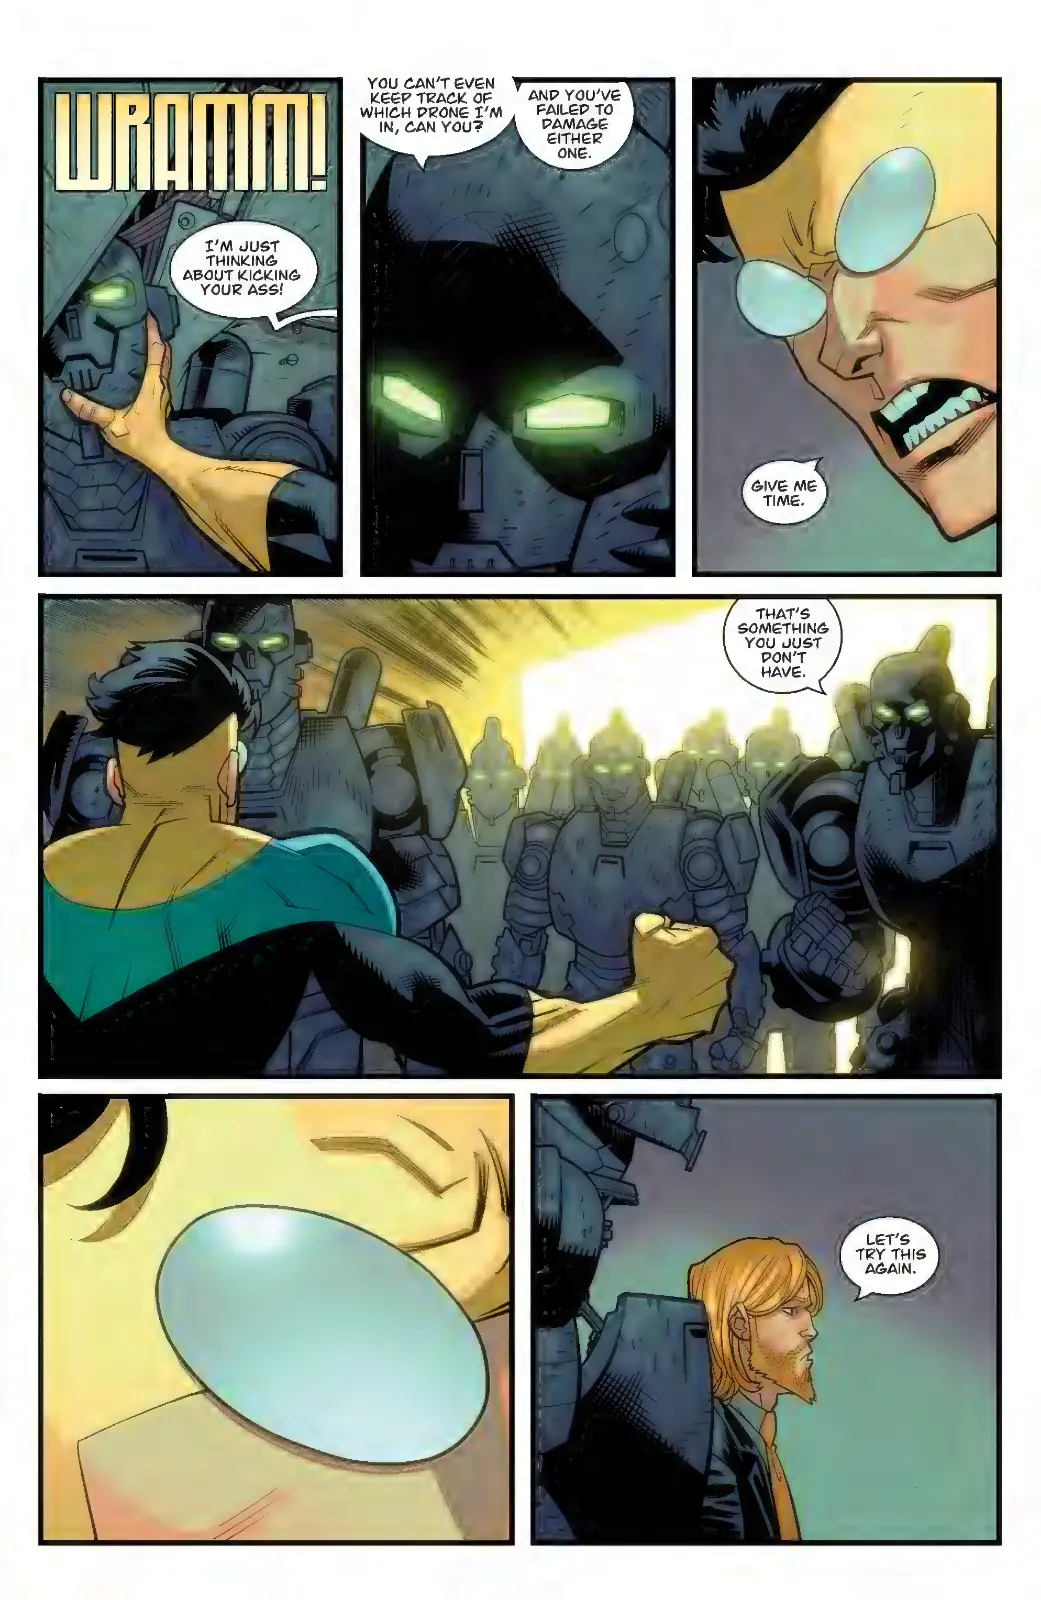 WRAMM!
I'M JUST
THINKING
ABOUT KICKING
YOUR ASS!
YOU CAN'T EVEN
KEEP TRACK OF
WHICH DRONE I'M
IN, CAN YOU?
AND YOU'VE
FAILED TO
DAMAGE
EITHER
ONE.
GIVE ME
TIME.
THAT'S
SOMETHING
YOU JUST
DON'T
HAVE.
LET'S
TRY THIS
AGAIN.